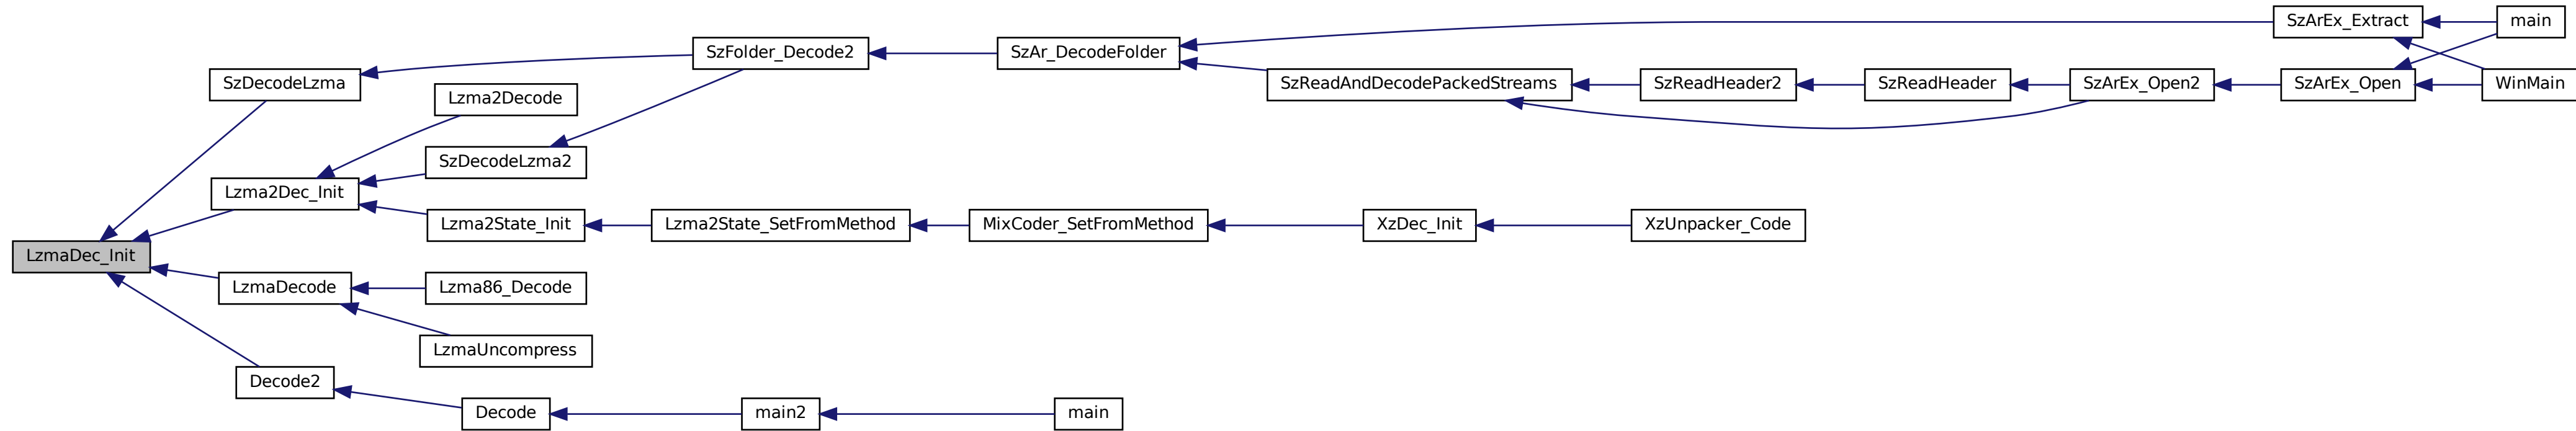 SzArEx_Extract
main
SzFolder_Decode2
SzAr_DecodeFolder
SzDecodeLzma
SzReadAndDecodePackedStreams
SzReadHeader2
SzReadHeader
SzArEx_Open2
SzArEx_Open
WinMain
Lzma2Decode
SzDecodeLzma2
Lzma2Dec_Init
Lzma2State_Init
Lzma2State_SetFromMethod
MixCoder_SetFromMethod
XzDec_Init
XzUnpacker_Code
LzmaDec_Init
LzmaDecode
Lzma86_Decode
LzmaUncompress
Decode2
Decode
main2
main